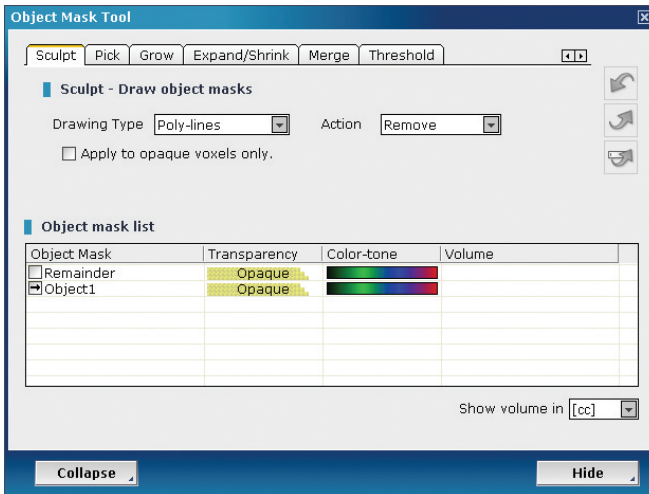 Object Mask Tool
Sculpt Pick Grow Expand/Shrink Merge Threshold
Sculpt - Draw object masks
Drawing Type Poly-lines Action Remove
Apply to opaque voxels only.
Object mask list
Object Mask Transparency Color-tone Volume
Remainder Opaque
Object1 Opaque
Show volume in [cc]
Collapse Hide